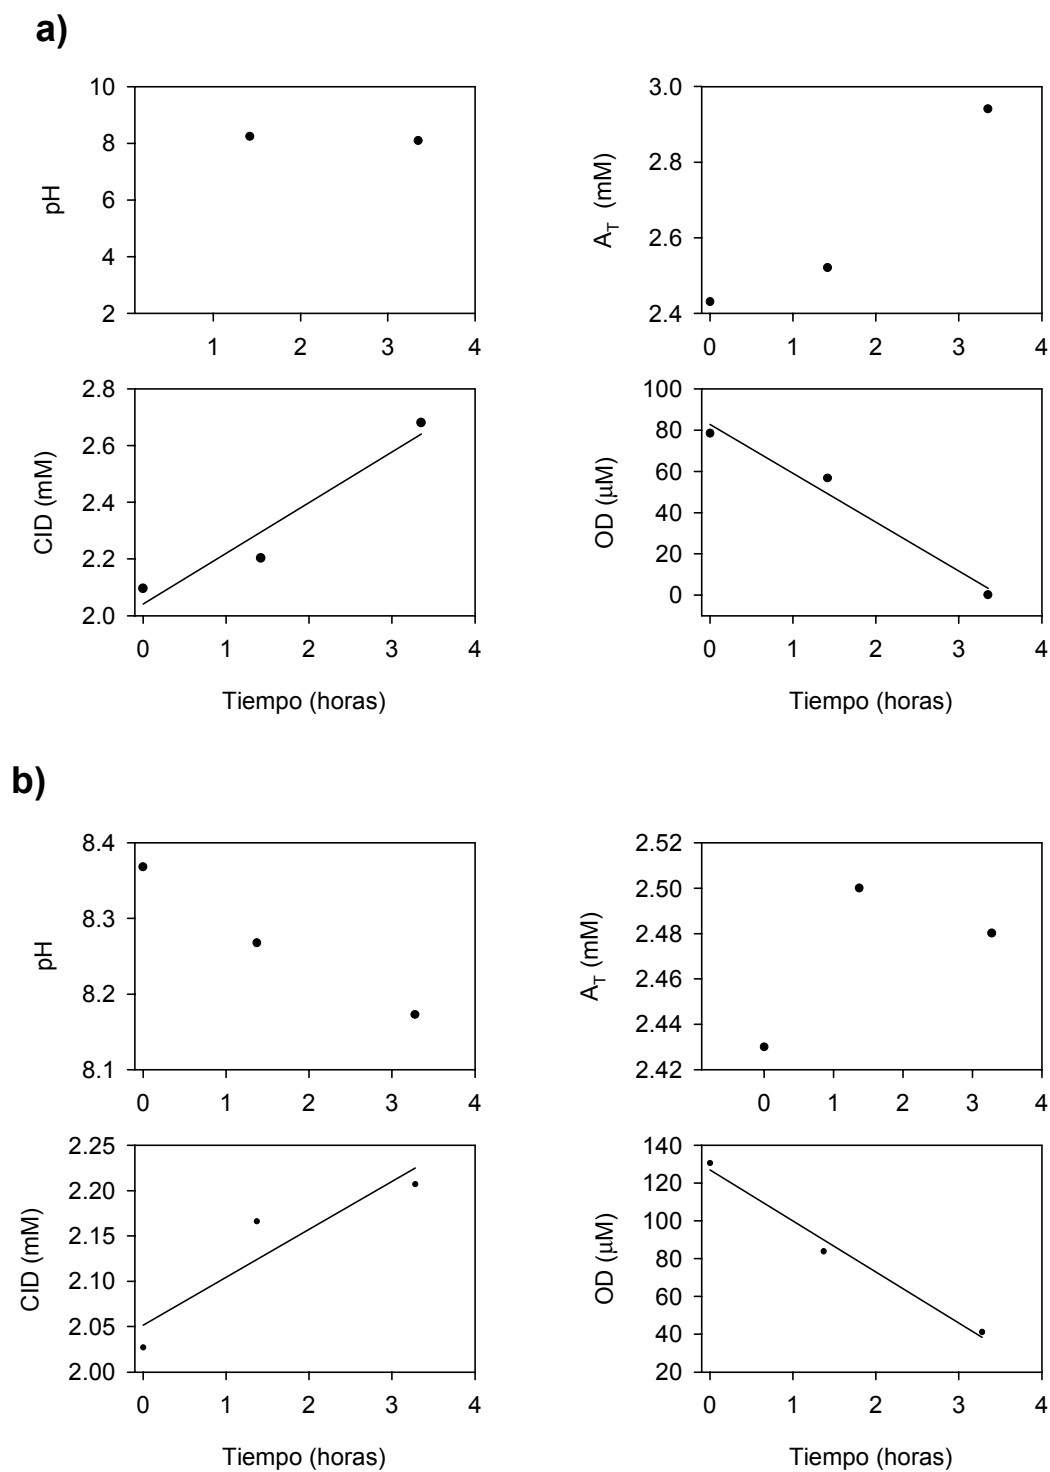 a)
10
8
6
4
2
pH
1 2 3 4
3.0
2.8
2.6
2.4
A_T (mM)
0 1 2 3 4
2.8
2.6
2.4
2.2
2.0
CID (mM)
0 1 2 3 4
Tiempo (horas)
100
80
60
40
20
0
OD (μM)
0 1 2 3 4
Tiempo (horas)
b)
8.4
8.3
8.2
8.1
pH
0 1 2 3 4
2.52
2.50
2.48
2.46
2.44
2.42
A_T (mM)
0 1 2 3 4
2.25
2.20
2.15
2.10
2.05
2.00
CID (mM)
0 1 2 3 4
Tiempo (horas)
140
120
100
80
60
40
20
OD (μM)
0 1 2 3 4
Tiempo (horas)